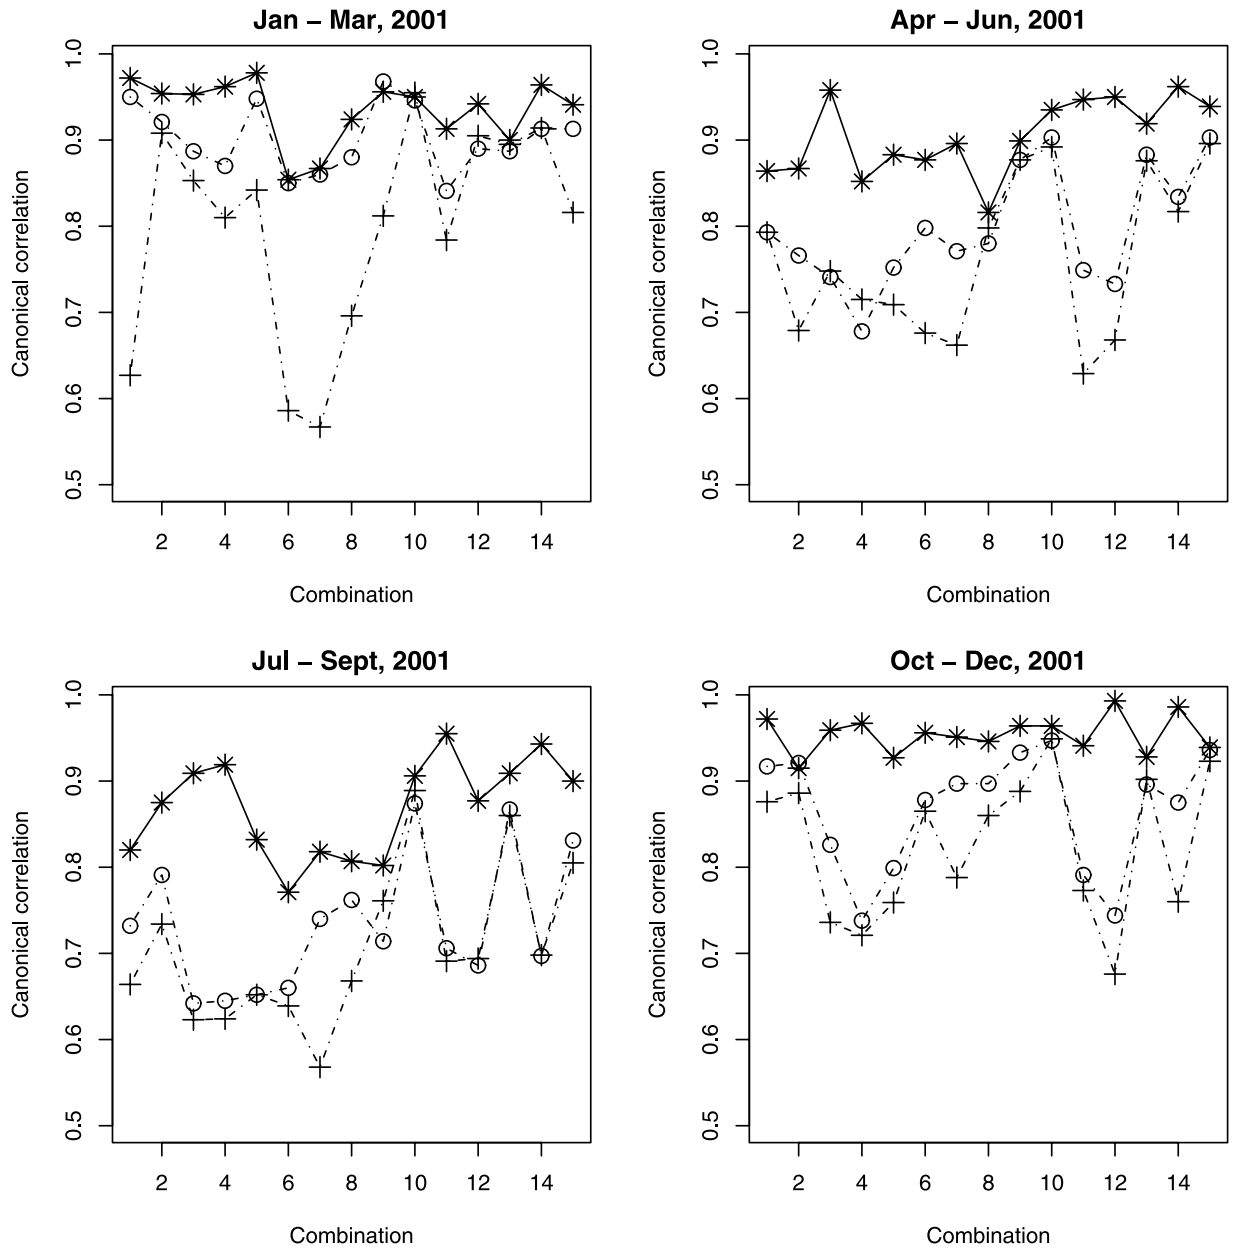 Jan – Mar, 2001
Canonical correlation
1.0
0.9
0.8
0.7
0.6
0.5
2 4 6 8 10 12 14
Combination
Apr – Jun, 2001
Canonical correlation
1.0
0.9
0.8
0.7
0.6
0.5
2 4 6 8 10 12 14
Combination
Jul – Sept, 2001
Canonical correlation
1.0
0.9
0.8
0.7
0.6
0.5
2 4 6 8 10 12 14
Combination
Oct – Dec, 2001
Canonical correlation
1.0
0.9
0.8
0.7
0.6
0.5
2 4 6 8 10 12 14
Combination